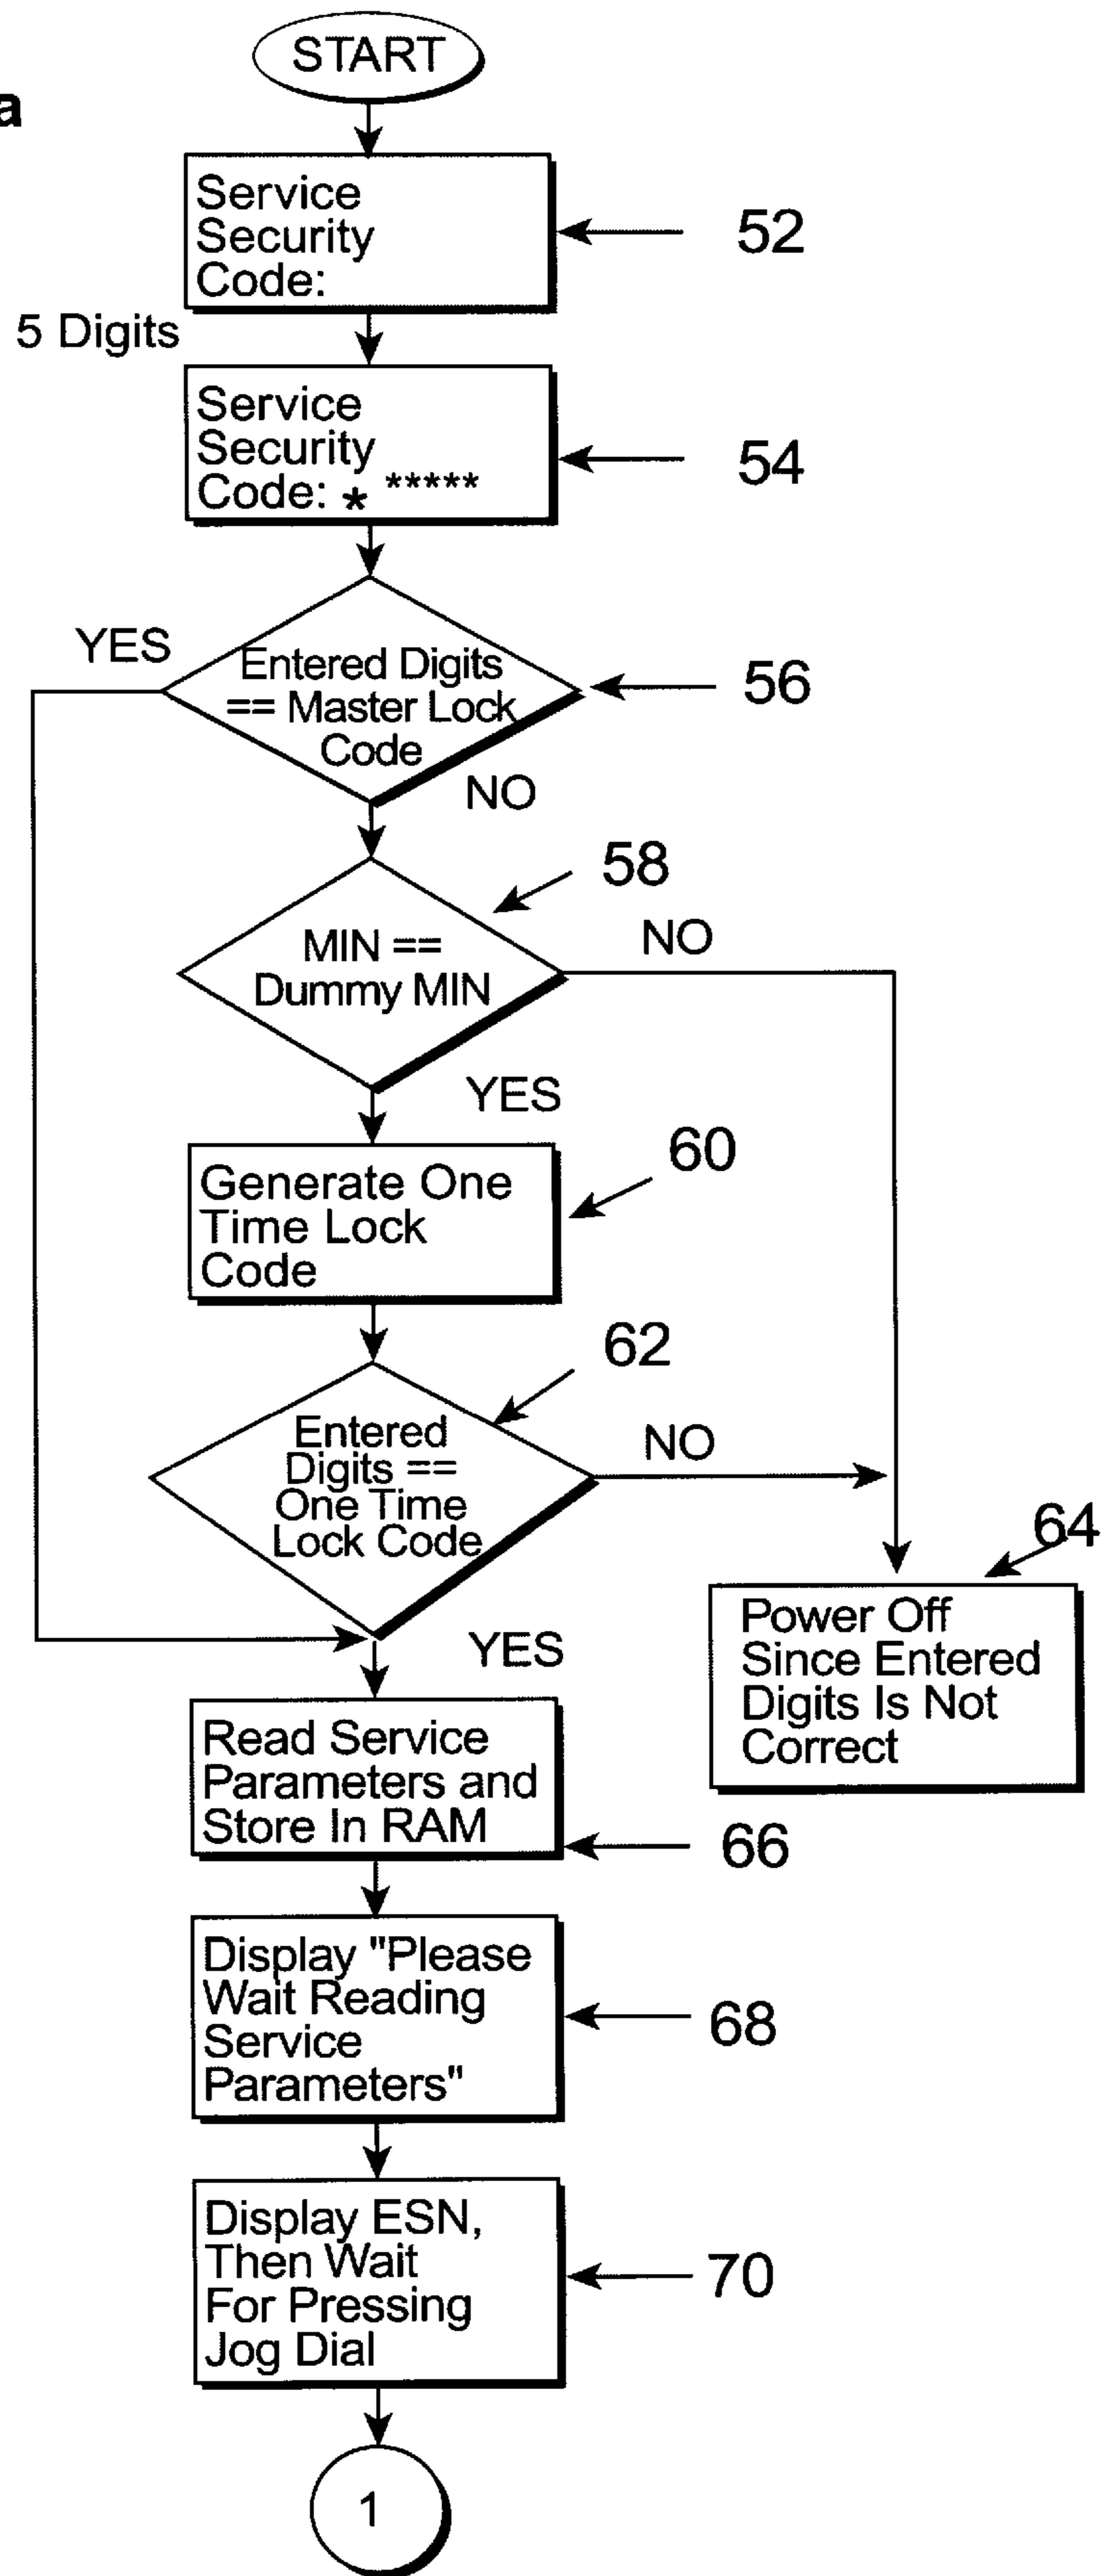 START
a
Service
Security
Code:
52
5 Digits
Service
Security
Code: * *****
54
YES
Entered Digits
== Master Lock
Code
56
NO
58
MIN ==
Dummy MIN
NO
YES
60
Generate One
Time Lock
Code
62
Entered
Digits ==
One Time
Lock Code
NO
64
Power Off
Since Entered
Digits Is Not
Correct
YES
Read Service
Parameters and
Store In RAM
66
Display "Please
Wait Reading
Service
Parameters"
68
Display ESN,
Then Wait
For Pressing
Jog Dial
70
1